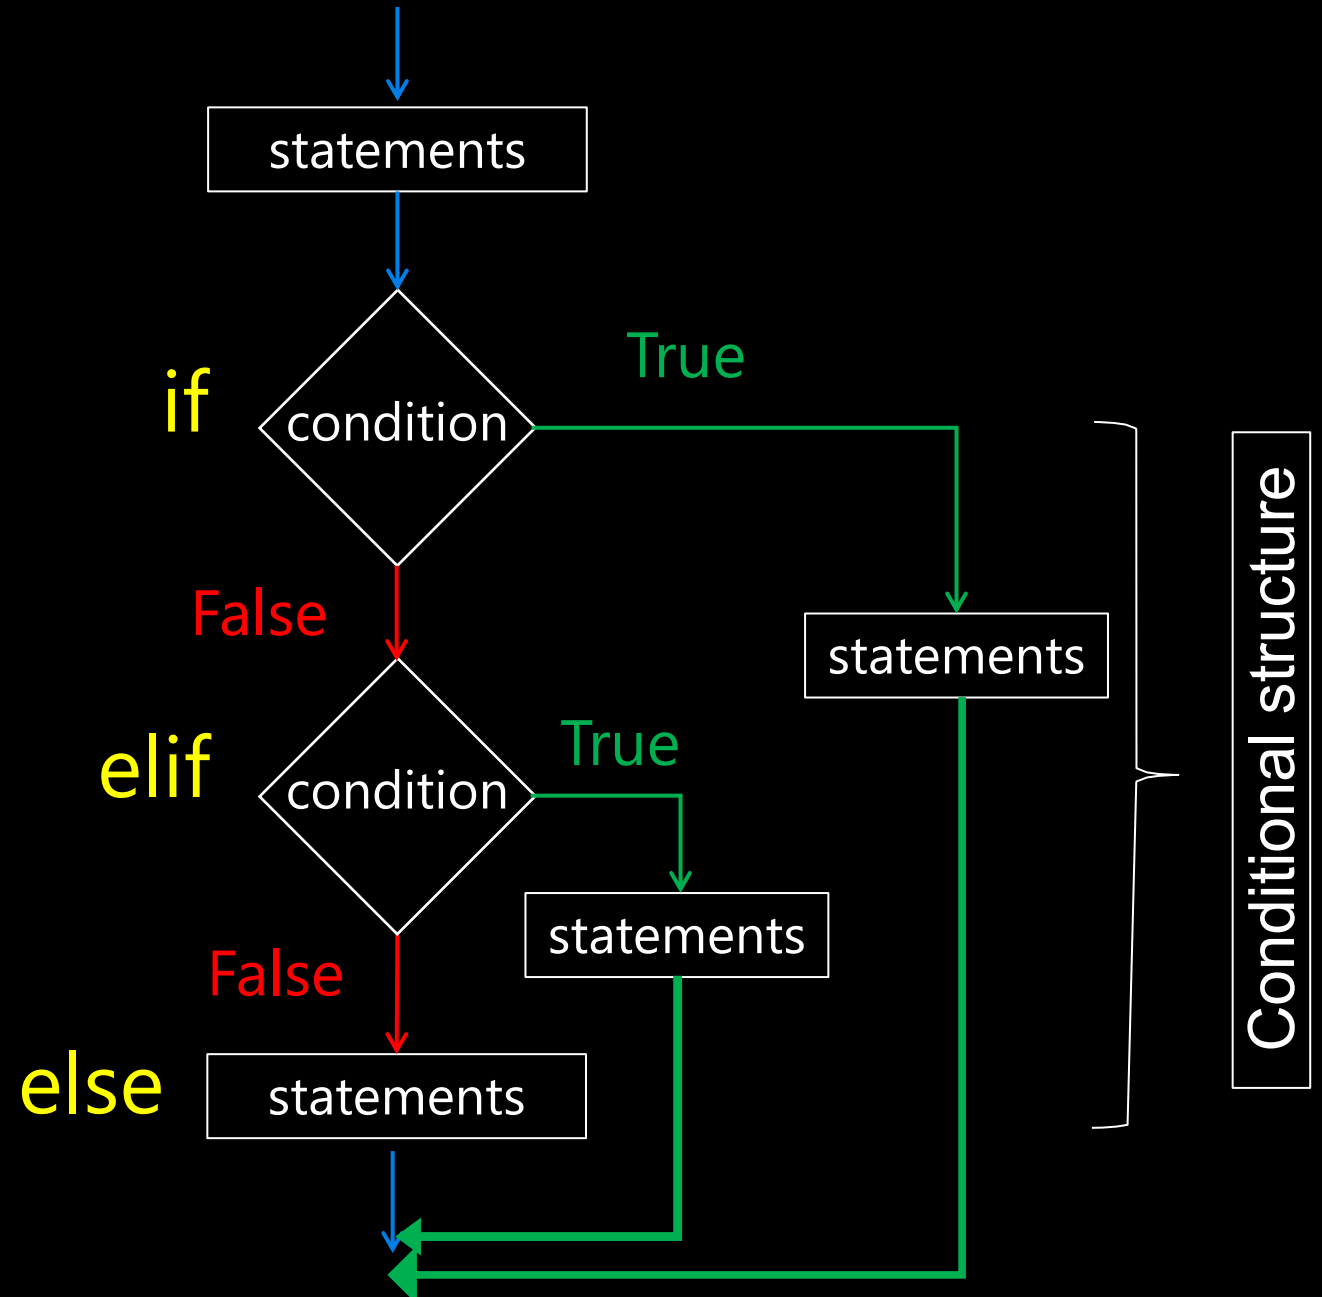 statements
if
condition
True
False
statements
elif
condition
True
statements
False
else
statements
Conditional structure